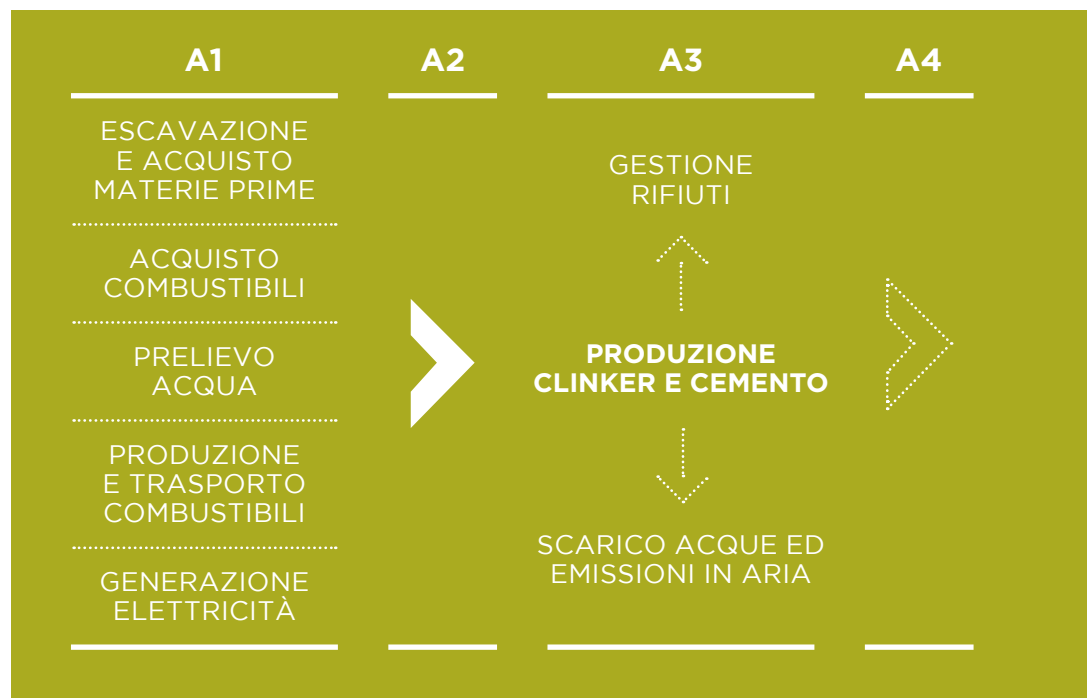 A1
ESCAVAZIONE
E ACQUISTO
MATERIE PRIME
ACQUISTO
COMBUSTIBILI
PRELIEVO
ACQUA
PRODUZIONE
E TRASPORTO
COMBUSTIBILI
GENERAZIONE
ELETTRICITÀ
A2
A3
GESTIONE
RIFIUTI
PRODUZIONE
CLINKER E CEMENTO
SCARICO ACQUE ED
EMISSIONI IN ARIA
A4